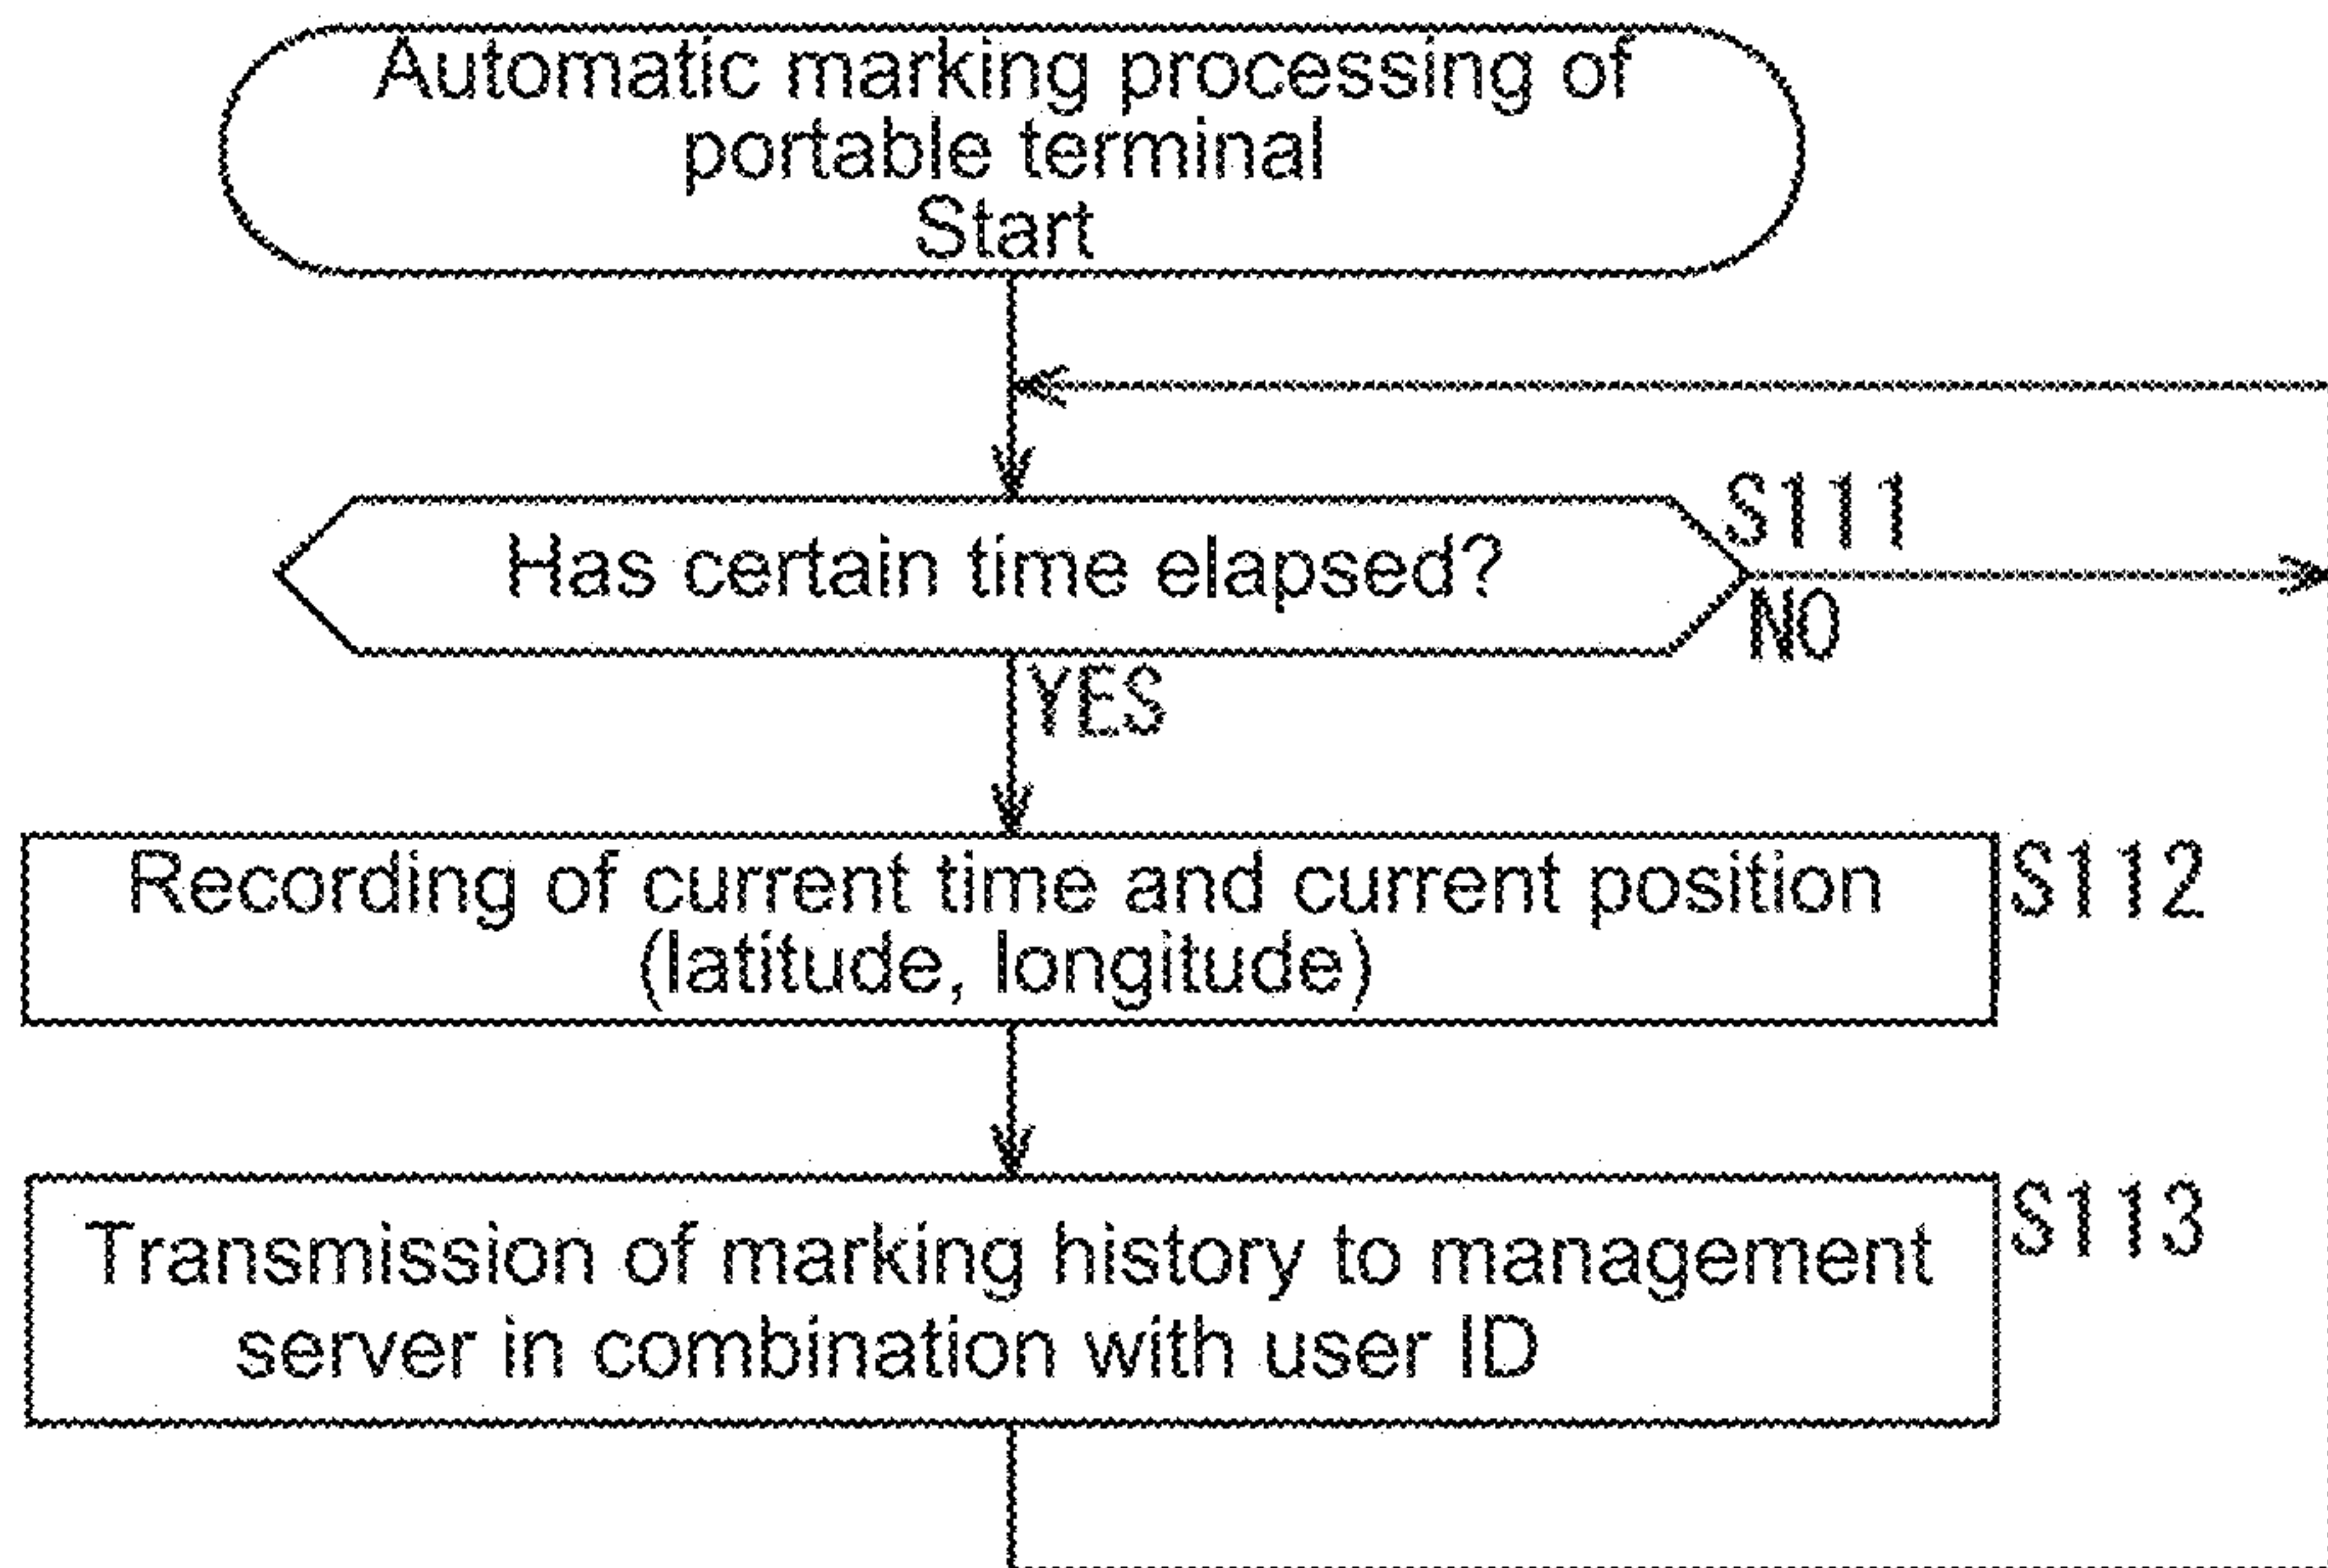 Automatic marking processing of
portable terminal
Start
S111
Has certain time elapsed?
NO
YES
Recording of current time and current position
(latitude, longitude)
S112
Transmission of marking history to management
server in combination with user ID
S113